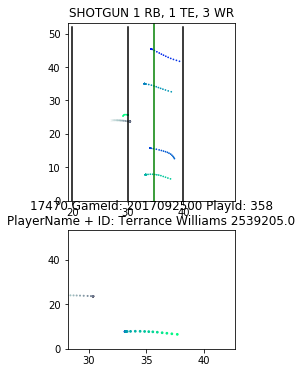 SHOTGUN 1 RB, 1 TE, 3 WR
50
40
30
20
10
0
20 30 40
17470 GameId: 2017092500 PlayId: 358
PlayerName + ID: Terrance Williams 2539205.0
40
20
0
30 35 40